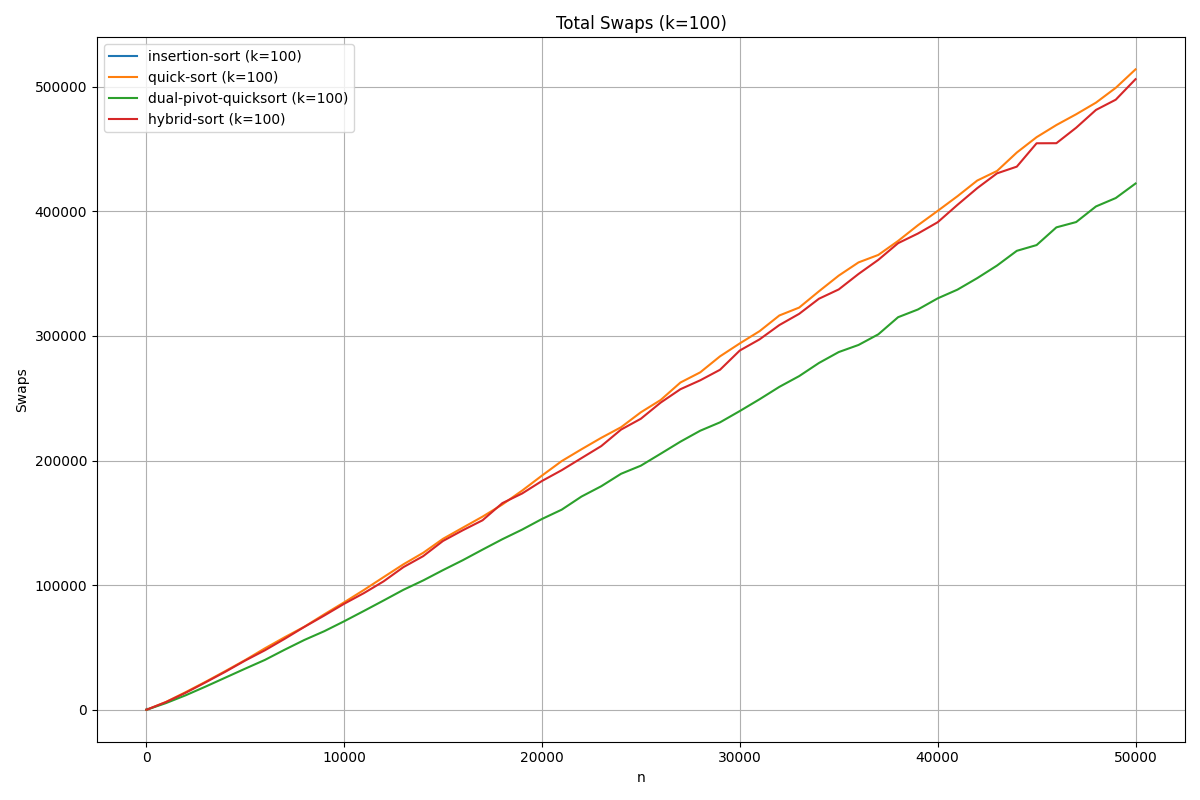 Total Swaps (k=100)
insertion-sort (k=100)
quick-sort (k=100)
dual-pivot-quicksort (k=100)
hybrid-sort (k=100)
Swaps
500000
400000
300000
200000
100000
0
0 10000 20000 30000 40000 50000
n